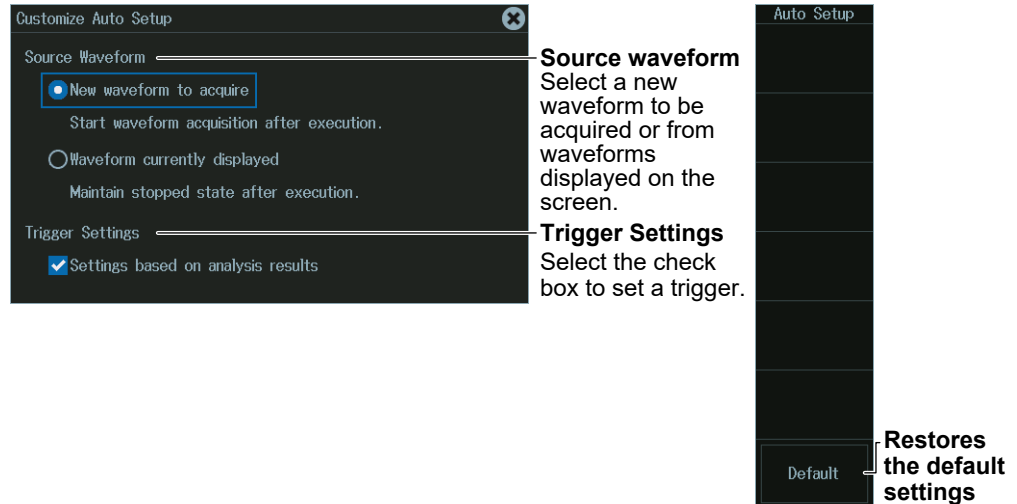 Customize Auto Setup
Source Waveform
New waveform to acquire
Start waveform acquisition after execution.
Waveform currently displayed
Maintain stopped state after execution.
Trigger Settings
Settings based on analysis results
Source waveform
Select a new
waveform to be
acquired or from
waveforms
displayed on the
screen.
Trigger Settings
Select the check
box to set a trigger.
Auto Setup
Default
Restores
the default
settings